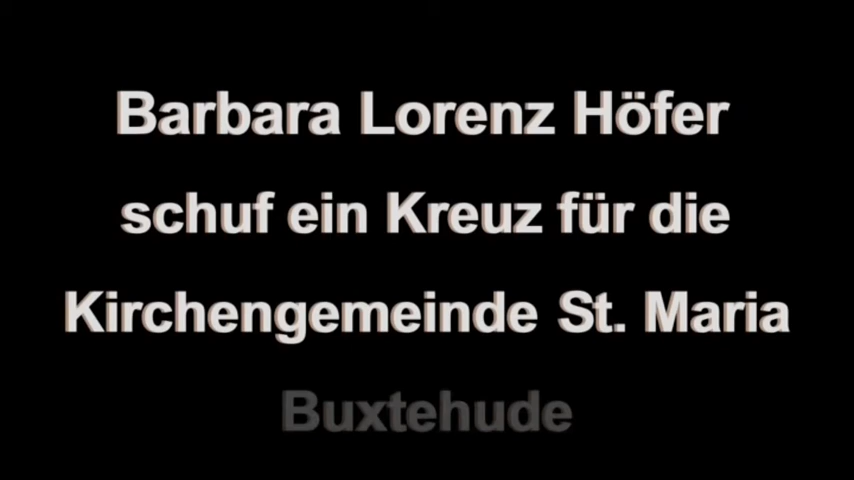 Barbara Lorenz Höfer
schuf ein Kreuz für die
Kirchengemeinde St. Maria
Buxtehude